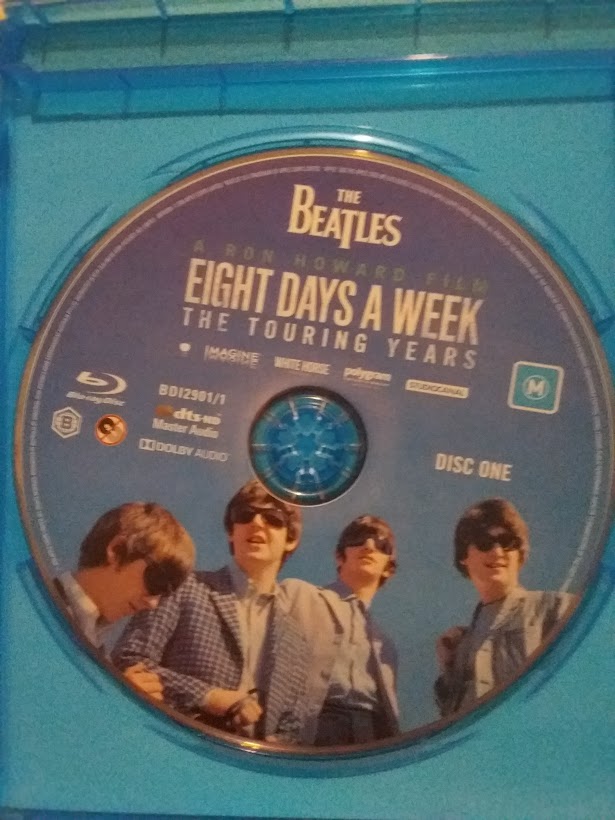 THE
BEATLES
A RON HOWARD FILM
EIGHT DAYS A WEEK
THE TOURING YEARS
IMAGINE
WHITE HORSE
polygram
STUDIOCANAL
Blu-ray Disc
BDI2901/1
dts-HD
Master Audio
DOLBY AUDIO
B
M
DISC ONE